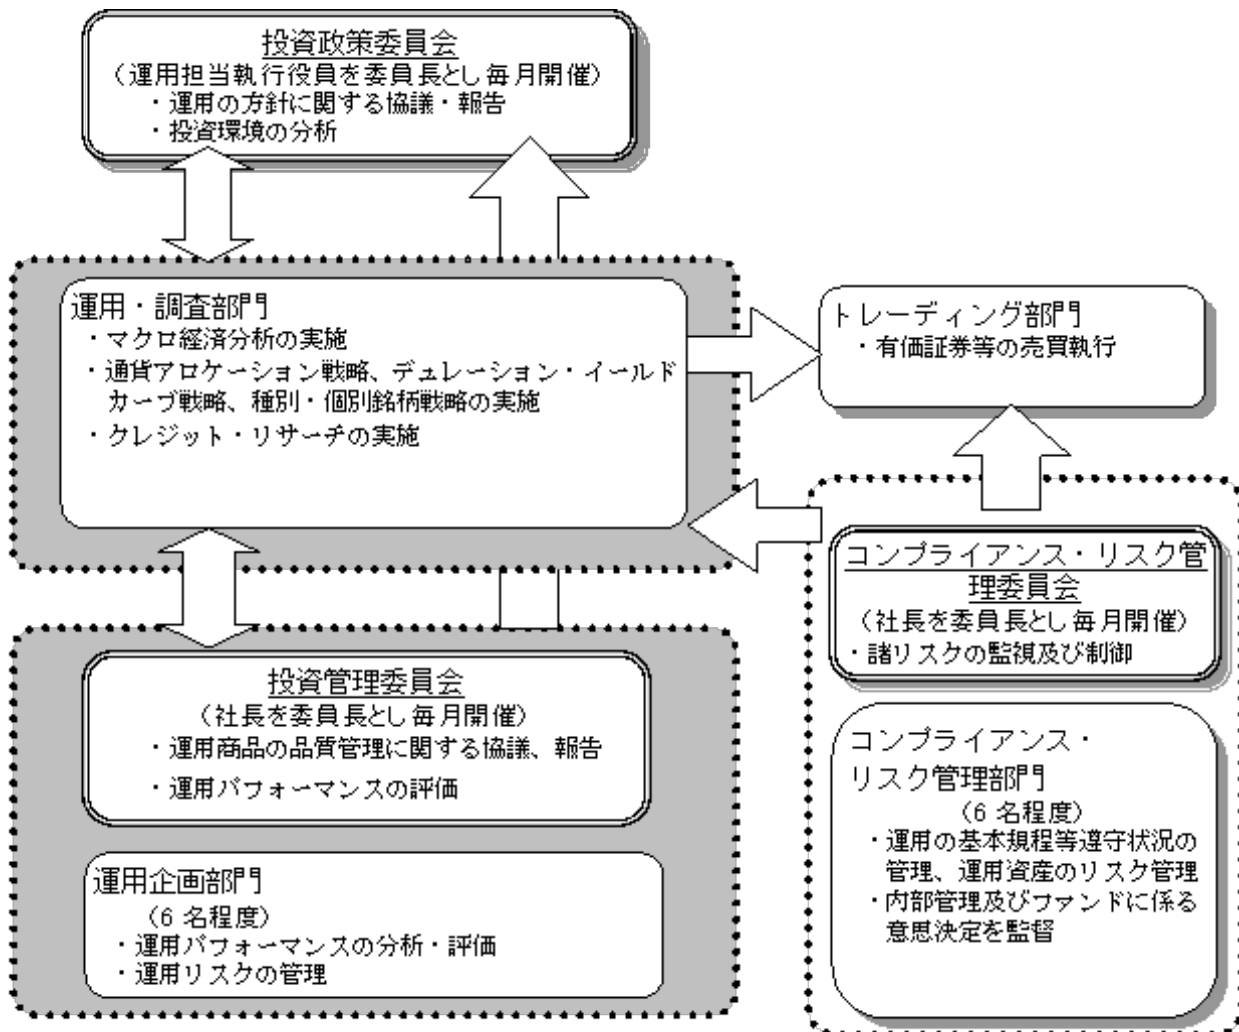 投資政策委員会
（運用担当執行役員を委員長とし毎月開催）
・運用の方針に関する協議・報告
・投資環境の分析
運用・調査部門
・マクロ経済分析の実施
・通貨アロケーション戦略、デュレーション・イールド
カーブ戦略、種別・個別銘柄戦略の実施
・クレジット・リサーチの実施
トレーディング部門
・有価証券等の売買執行
コンプライアンス・リスク管
理委員会
（社長を委員長とし毎月開催）
・諸リスクの監視及び制御
投資管理委員会
（社長を委員長とし毎月開催）
・運用商品の品質管理に関する協議、報告
・運用パフォーマンスの評価
運用企画部門
（6 名程度）
・運用パフォーマンスの分析・評価
・運用リスクの管理
コンプライアンス・
リスク管理部門
（6 名程度）
・運用の基本規程等遵守状況の
管理、運用資産のリスク管理
・内部管理及びファンドに係る
意思決定を監督